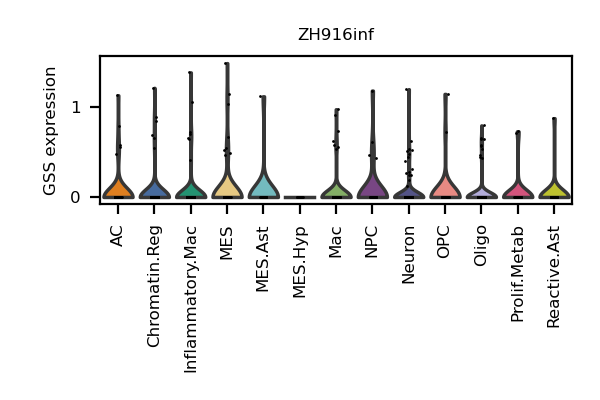 ZH916inf
GSS expression
1
0
AC
Chromatin.Reg
Inflammatory.Mac
MES
MES.Ast
MES.Hyp
Mac
NPC
Neuron
OPC
Oligo
Prolif.Metab
Reactive.Ast